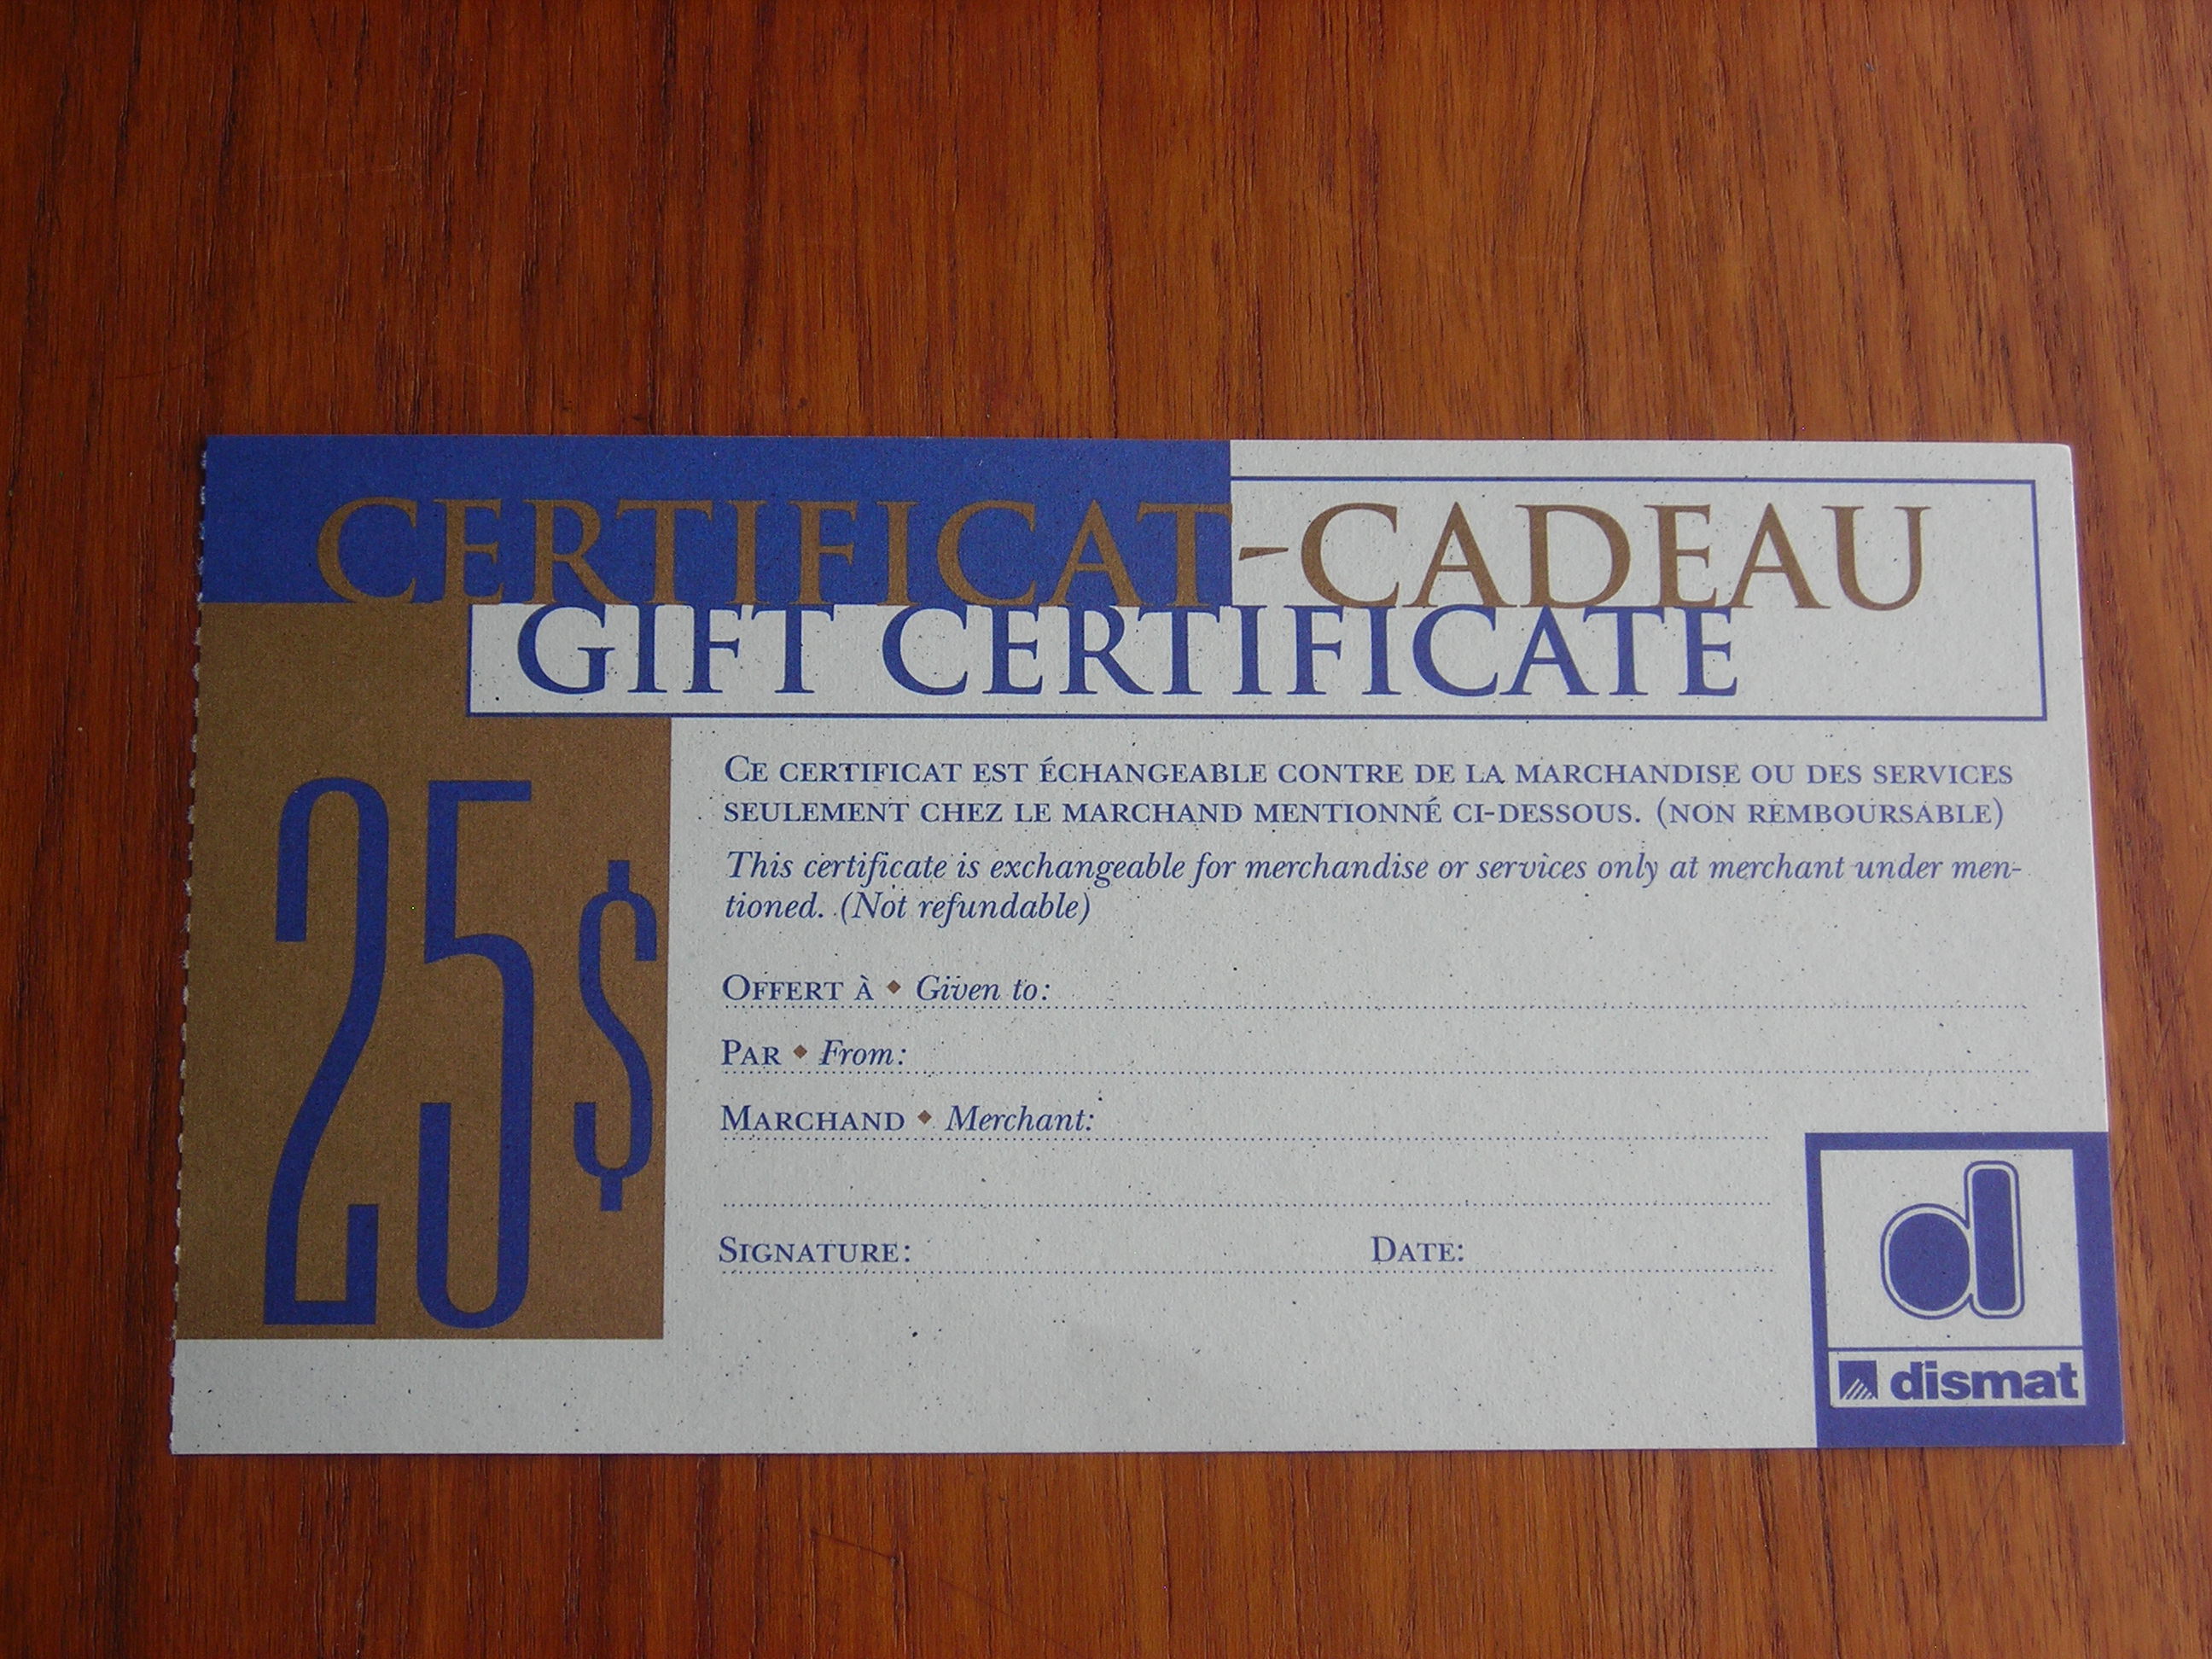 CERTIFICAT-CADEAU
GIFT CERTIFICATE
25$
CE CERTIFICAT EST ÉCHANGEABLE CONTRE DE LA MARCHANDISE OU DES SERVICES
SEULEMENT CHEZ LE MARCHAND MENTIONNÉ CI-DESSOUS. (NON REMBOURSABLE)
This certificate is exchangeable for merchandise or services only at merchant under men-
tioned. (Not refundable)
OFFERT À ◆ Given to:
PAR ◆ From:
MARCHAND ◆ Merchant:
SIGNATURE: DATE:
d
dismat